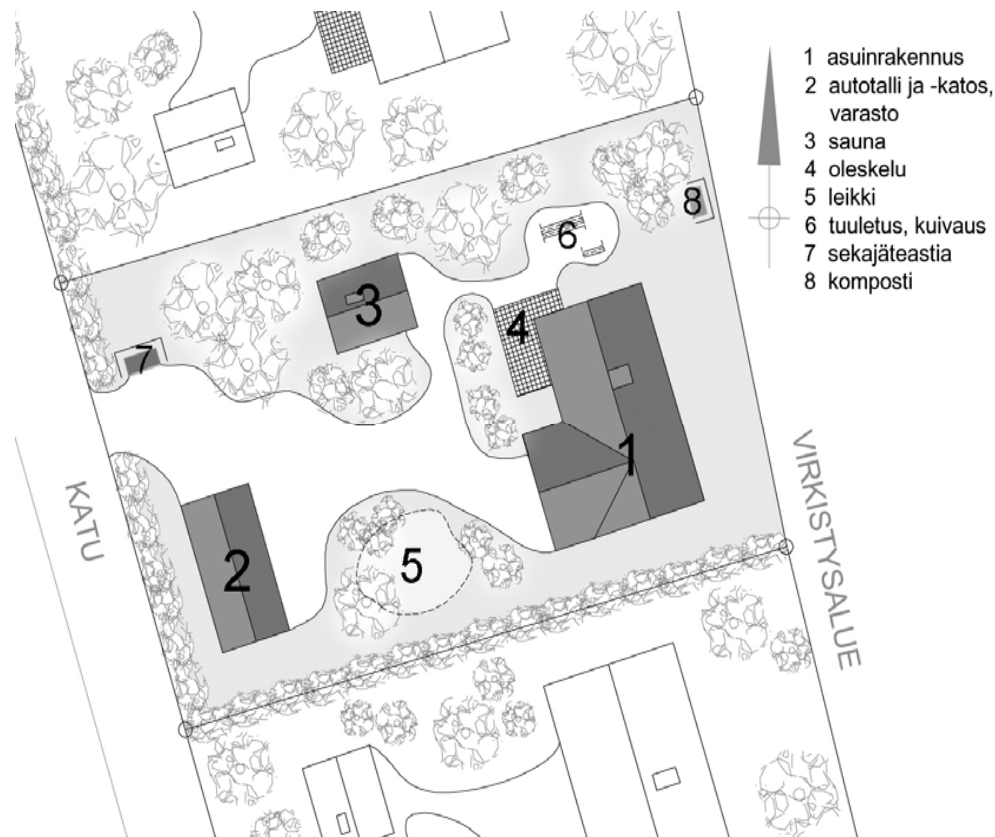 1 asuinrakennus
2 autotalli ja -katos,
varasto
3 sauna
4 oleskelu
5 leikki
6 tuuletus, kuivaus
7 sekajäteastia
8 komposti
8
6
3
4
7
1
2
5
KATU
VIRKISTYSALUE